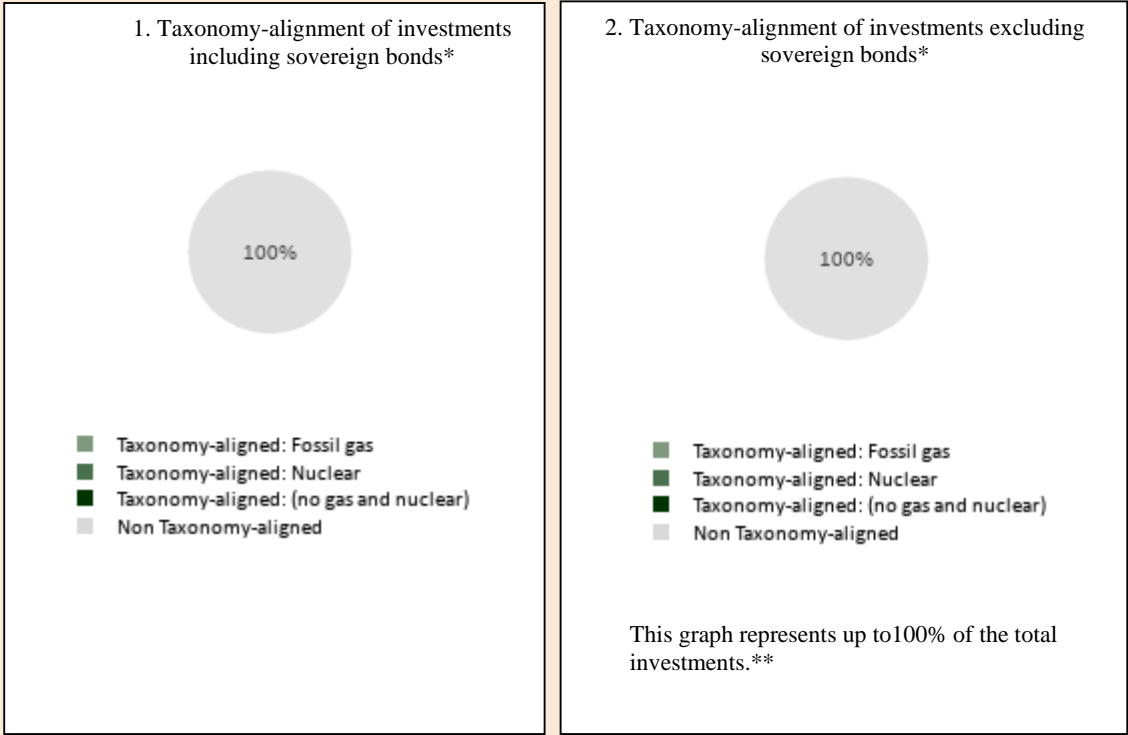 1. Taxonomy-alignment of investments
including sovereign bonds*
100%
Taxonomy-aligned: Fossil gas
Taxonomy-aligned: Nuclear
Taxonomy-aligned: (no gas and nuclear)
Non Taxonomy-aligned
2. Taxonomy-alignment of investments excluding
sovereign bonds*
100%
Taxonomy-aligned: Fossil gas
Taxonomy-aligned: Nuclear
Taxonomy-aligned: (no gas and nuclear)
Non Taxonomy-aligned
This graph represents up to100% of the total
investments.**